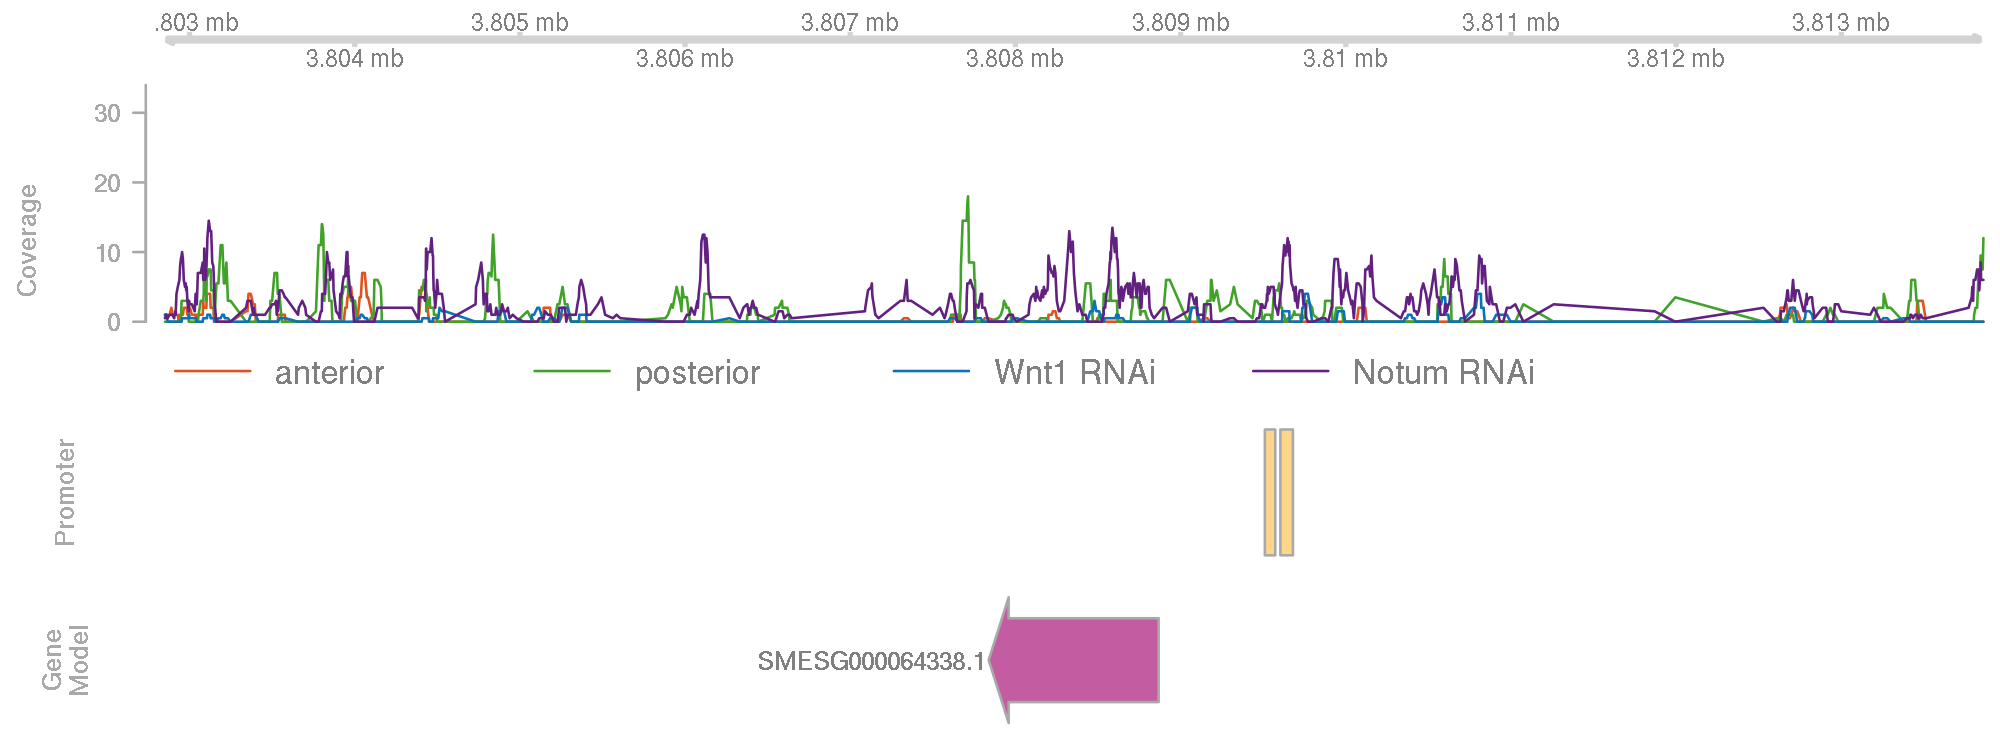 .803 mb 3.805 mb 3.807 mb 3.809 mb 3.811 mb 3.813 mb
3.804 mb 3.806 mb 3.808 mb 3.81 mb 3.812 mb
Coverage
30
20
10
0
anterior posterior Wnt1 RNAi Notum RNAi
Promoter
Gene
Model
SMESG000064338.1